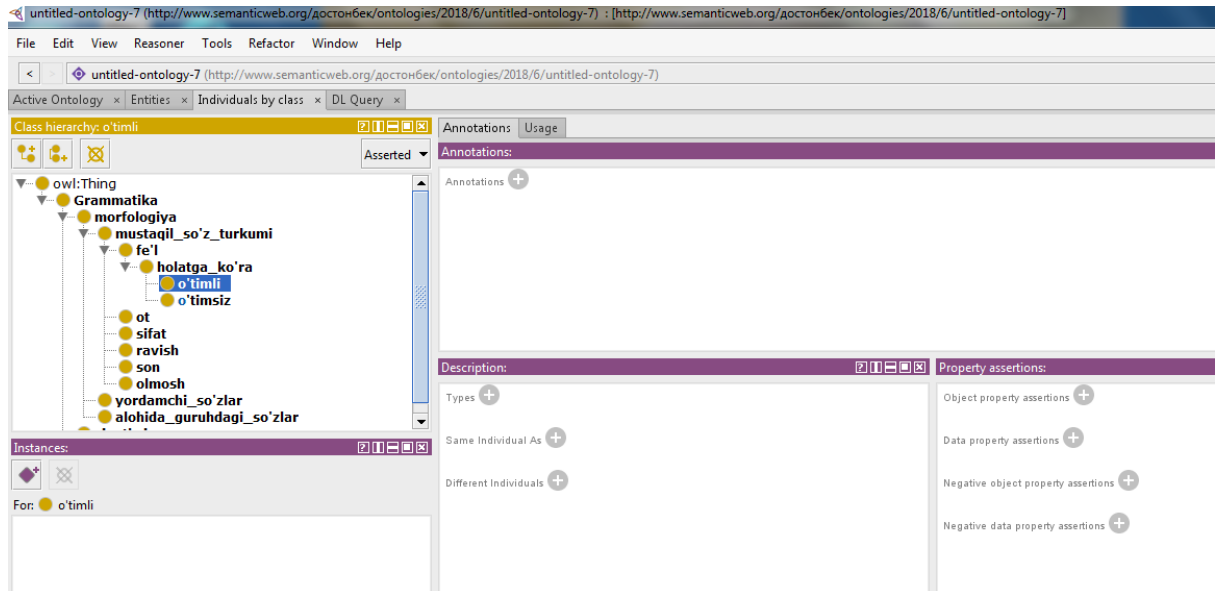 untitled-ontology-7 (http://www.semanticweb.org/достонбек/ontologies/2018/6/untitled-ontology-7) : [http://www.semanticweb.org/достонбек/ontologies/2018/6/untitled-ontology-7]
File Edit View Reasoner Tools Refactor Window Help
< > untitled-ontology-7 (http://www.semanticweb.org/достонбек/ontologies/2018/6/untitled-ontology-7)
Active Ontology × Entities × Individuals by class × DL Query ×
Class hierarchy: o'timli
Asserted
owl:Thing
Grammatika
morfologiya
mustaqil_so'z_turkumi
fe'l
holatga_ko'ra
o'timli
o'timsiz
ot
sifat
ravish
son
olmosh
yordamchi_so'zlar
alohida_guruhdagi_so'zlar
Instances:
For: o'timli
Annotations Usage
Annotations:
Annotations
Description:
Types
Same Individual As
Different Individuals
Property assertions:
Object property assertions
Data property assertions
Negative object property assertions
Negative data property assertions